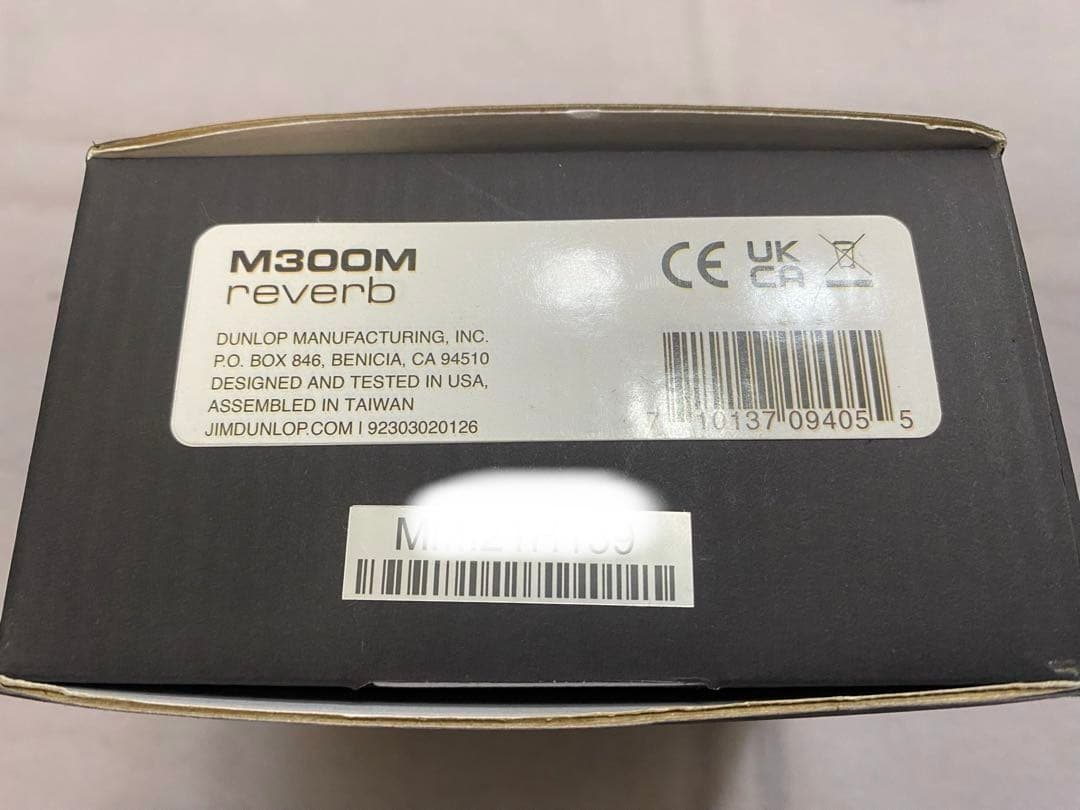 M300M
reverb
DUNLOP MANUFACTURING, INC.
P.O. BOX 846, BENICIA, CA 94510
DESIGNED AND TESTED IN USA,
ASSEMBLED IN TAIWAN
JIMDUNLOP.COM | 92303020126
CE
UK
CA
7 10137 09405 5